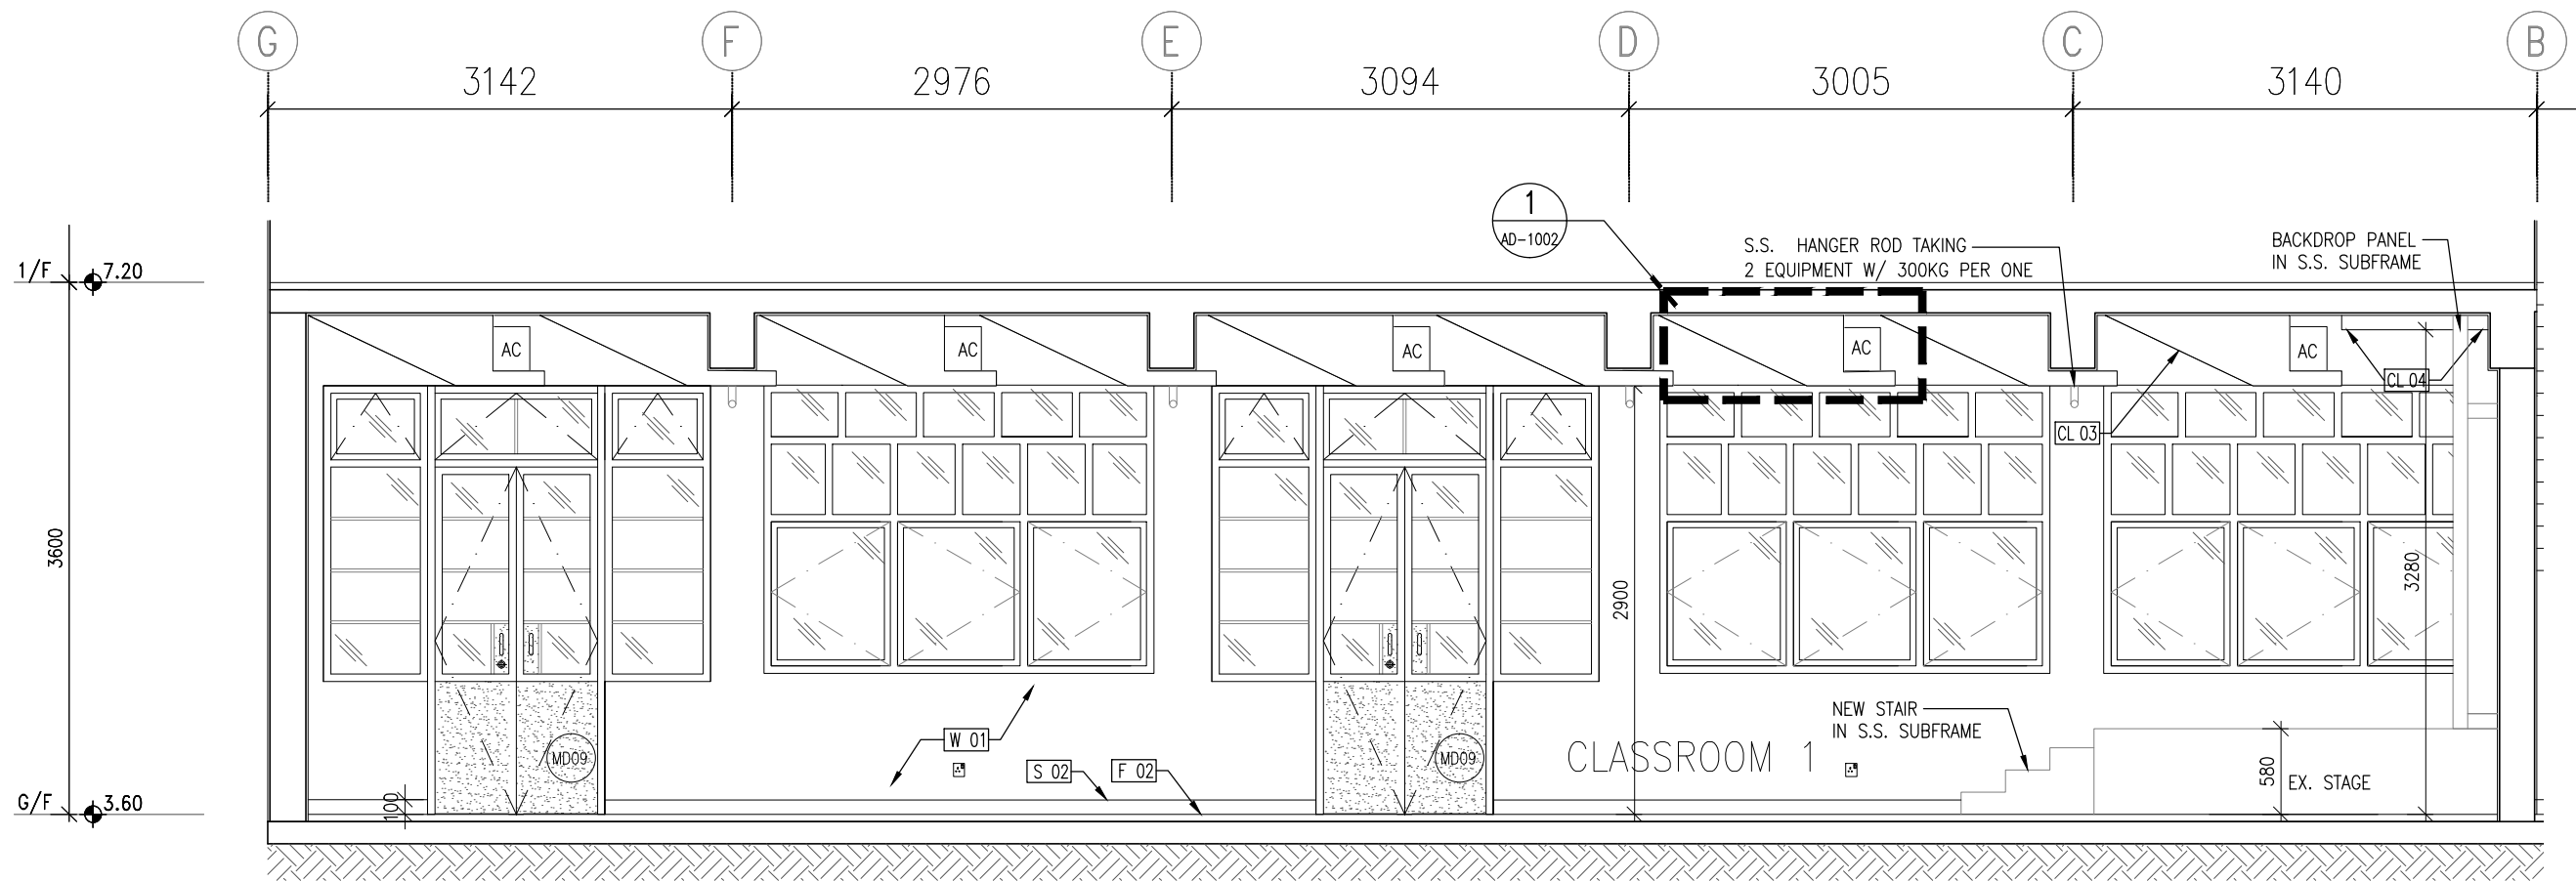 G F E D C B
3142 2976 3094 3005 3140
1
AD-1002
S.S. HANGER ROD TAKING
2 EQUIPMENT W/ 300KG PER ONE
BACKDROP PANEL
IN S.S. SUBFRAME
1/F 7.20
AC AC AC AC AC
CL 04
CL 03
3600
2900
3280
NEW STAIR
IN S.S. SUBFRAME
W 01
CLASSROOM 1
MD09 MD09
S 02 F 02
580
EX. STAGE
G/F 3.60
100